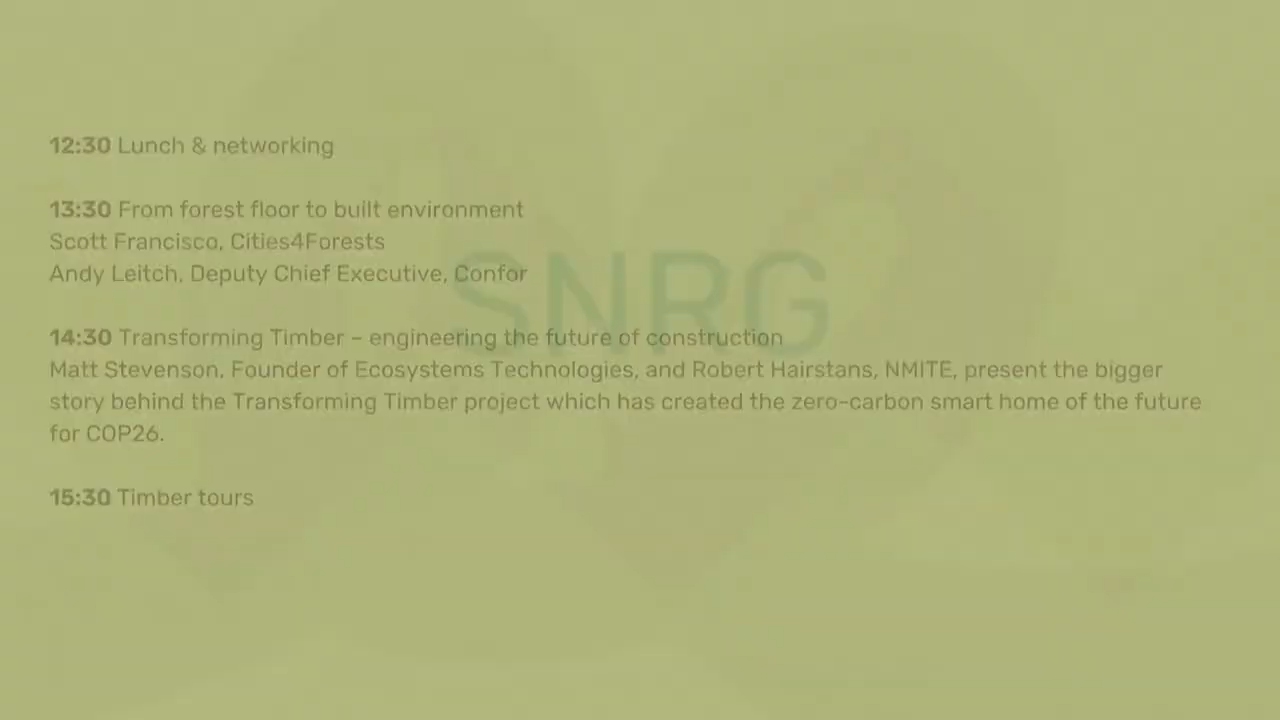 12:30 Lunch & networking
13:30 From forest floor to built environment
Scott Francisco, Cities4Forests
Andy Leitch, Deputy Chief Executive, Confor
SNRG
14:30 Transforming Timber – engineering the future of construction
Matt Stevenson, Founder of Ecosystems Technologies, and Robert Hairstans, NMITE, present the bigger
story behind the Transforming Timber project which has created the zero-carbon smart home of the future
for COP26.
15:30 Timber tours